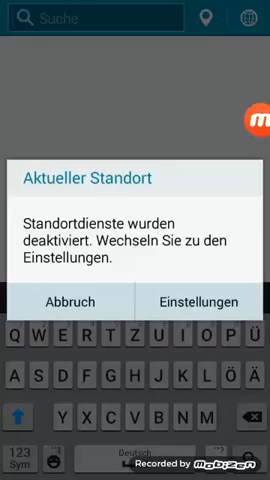 Suche
Aktueller Standort
Standortdienste wurden
deaktiviert. Wechseln Sie zu den
Einstellungen.
Abbruch Einstellungen
Q W E R T Z U I O P Ü
A S D F G H J K L Ö Ä
Y X C V B N M
123
Sym
Deutsch
Recorded by mobizen